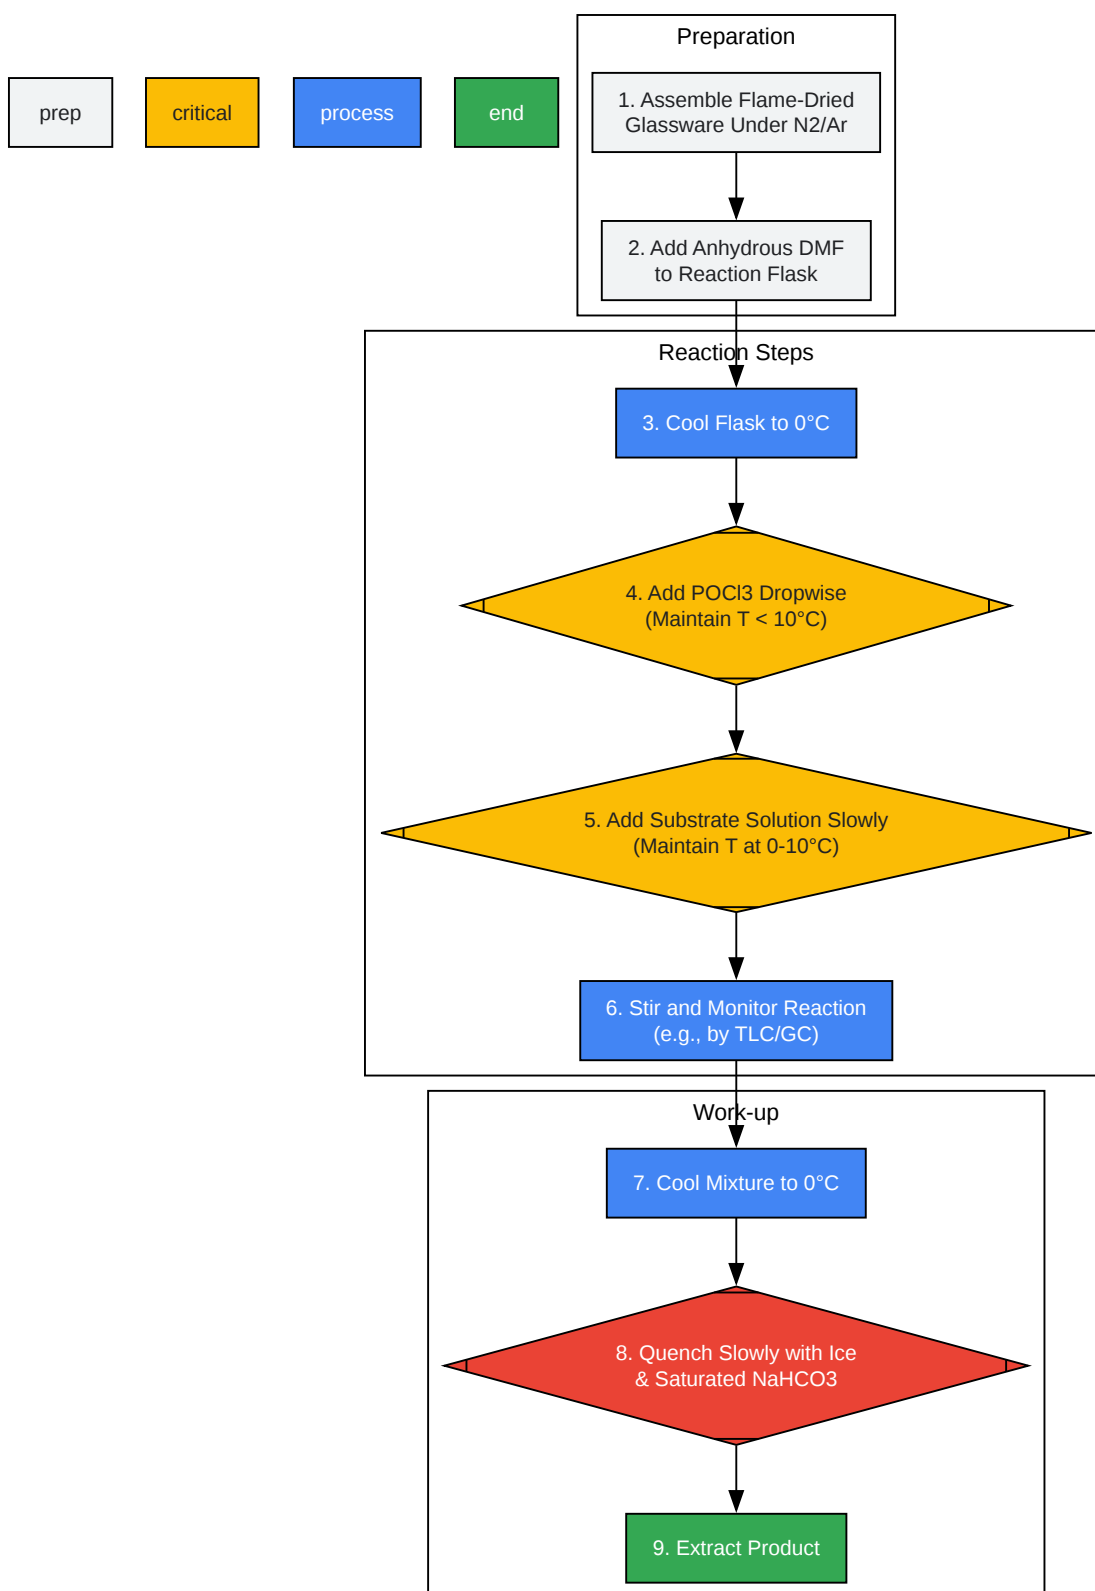 Preparation
prep
critical
process
end
1. Assemble Flame-Dried
Glassware Under N2/Ar
2. Add Anhydrous DMF
to Reaction Flask
Reaction Steps
3. Cool Flask to 0°C
4. Add POCl3 Dropwise
(Maintain T < 10°C)
5. Add Substrate Solution Slowly
(Maintain T at 0-10°C)
6. Stir and Monitor Reaction
(e.g., by TLC/GC)
Work-up
7. Cool Mixture to 0°C
8. Quench Slowly with Ice
& Saturated NaHCO3
9. Extract Product